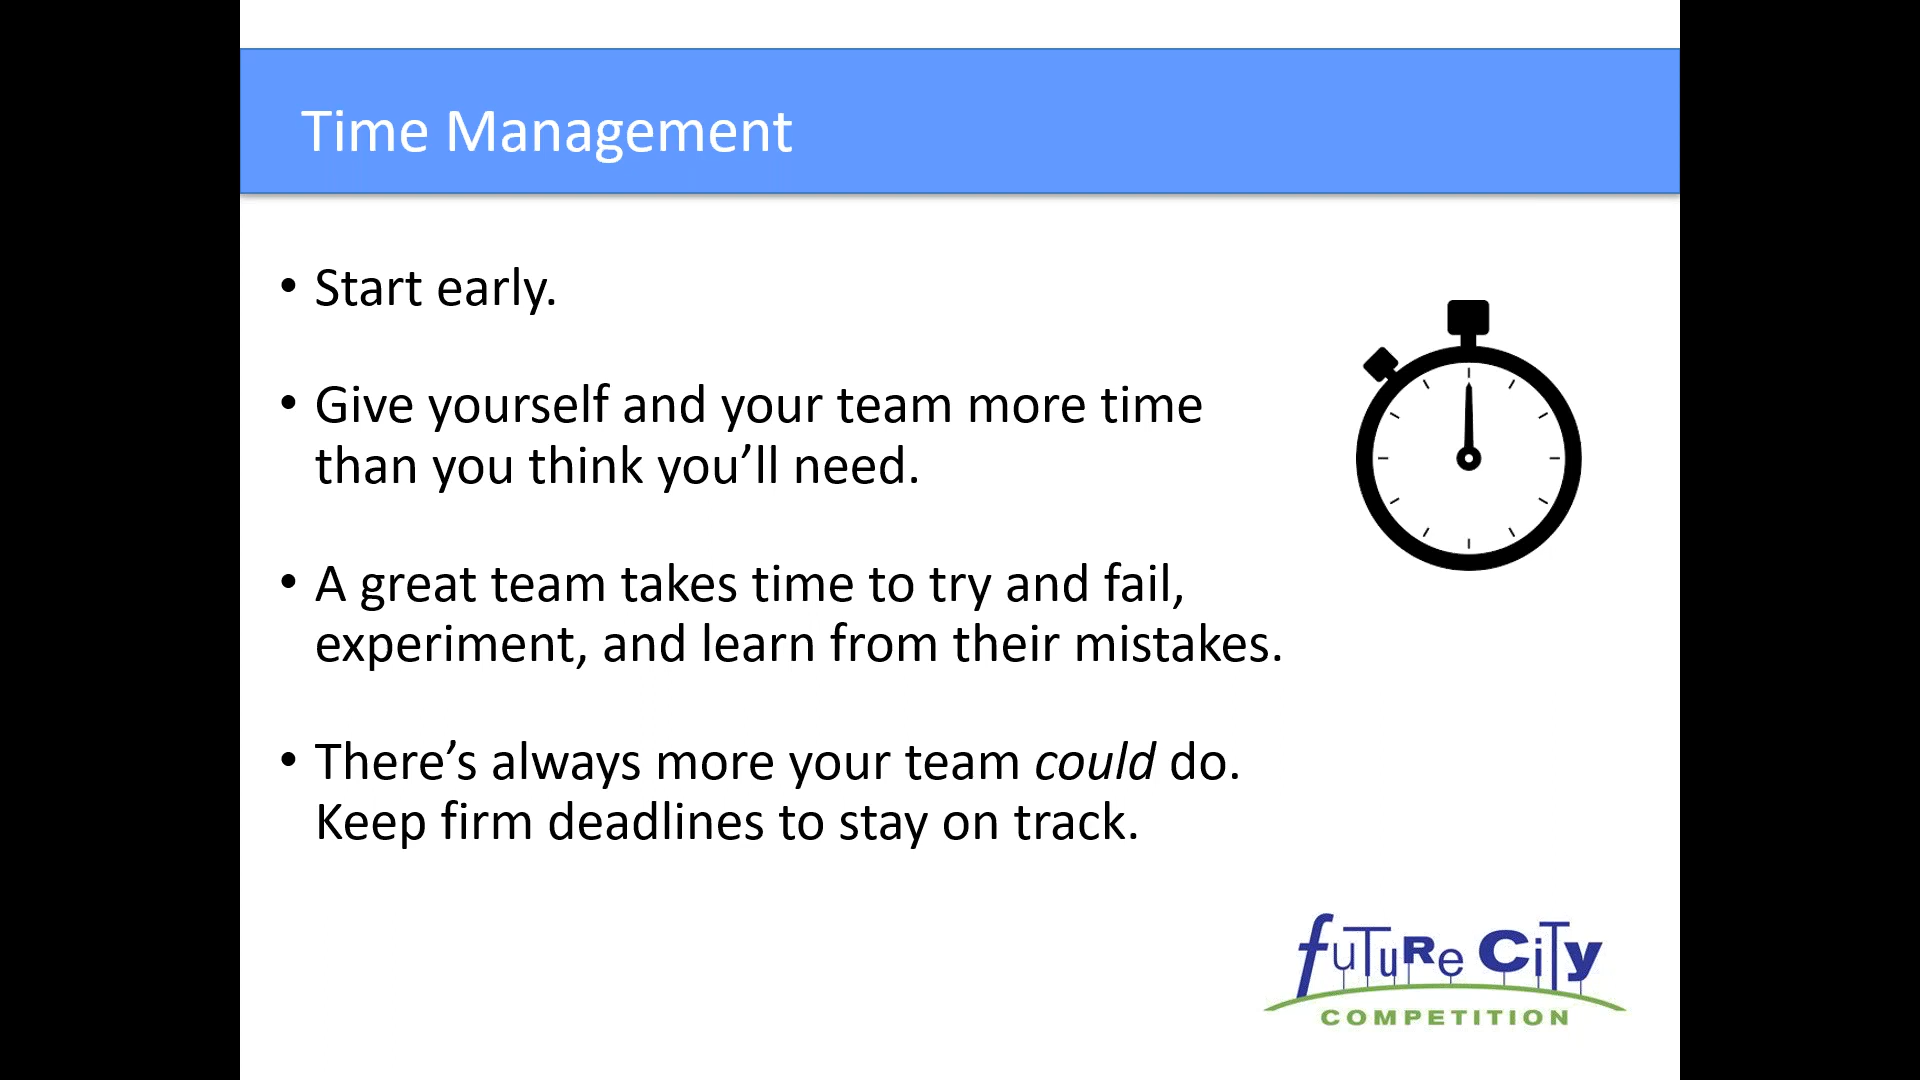 Time Management
• Start early.
• Give yourself and your team more time
than you think you’ll need.
• A great team takes time to try and fail,
experiment, and learn from their mistakes.
• There’s always more your team could do.
Keep firm deadlines to stay on track.
fuTuRe CiTy
COMPETITION